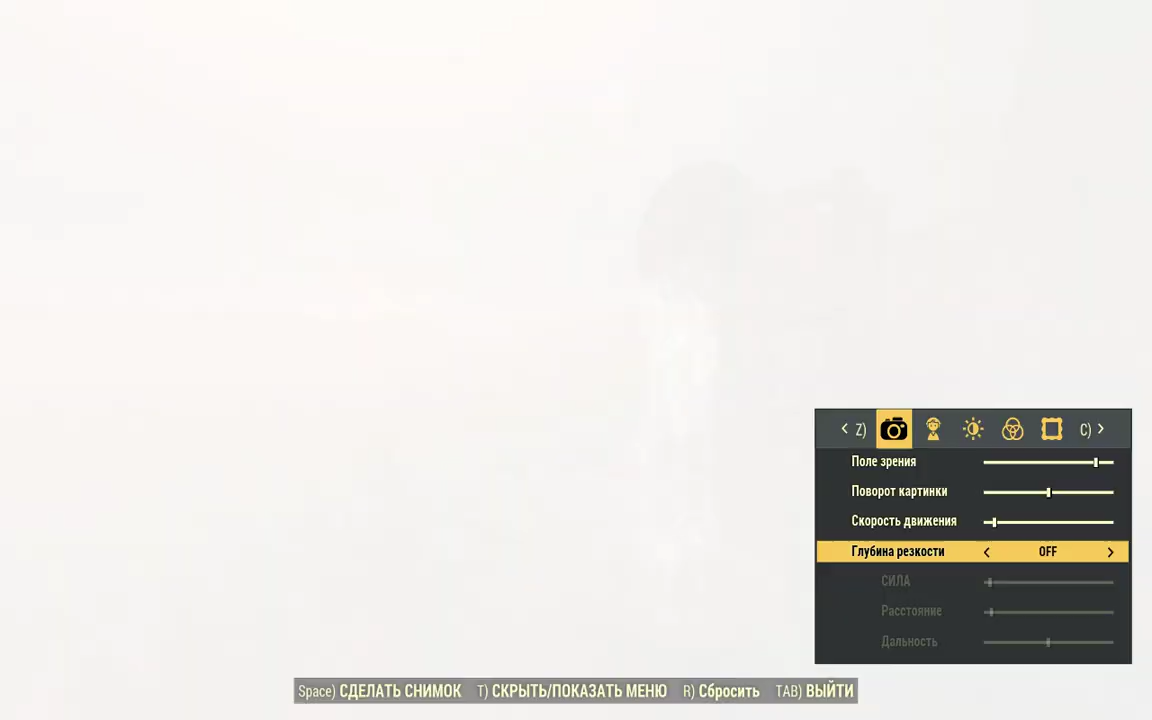 Z) C)
Поле зрения
Поворот картинки
Скорость движения
Глубина резкости OFF
СИЛА
Расстояние
Дальность
Space) СДЕЛАТЬ СНИМОК T) СКРЫТЬ/ПОКАЗАТЬ МЕНЮ R) Сбросить TAB) ВЫЙТИ